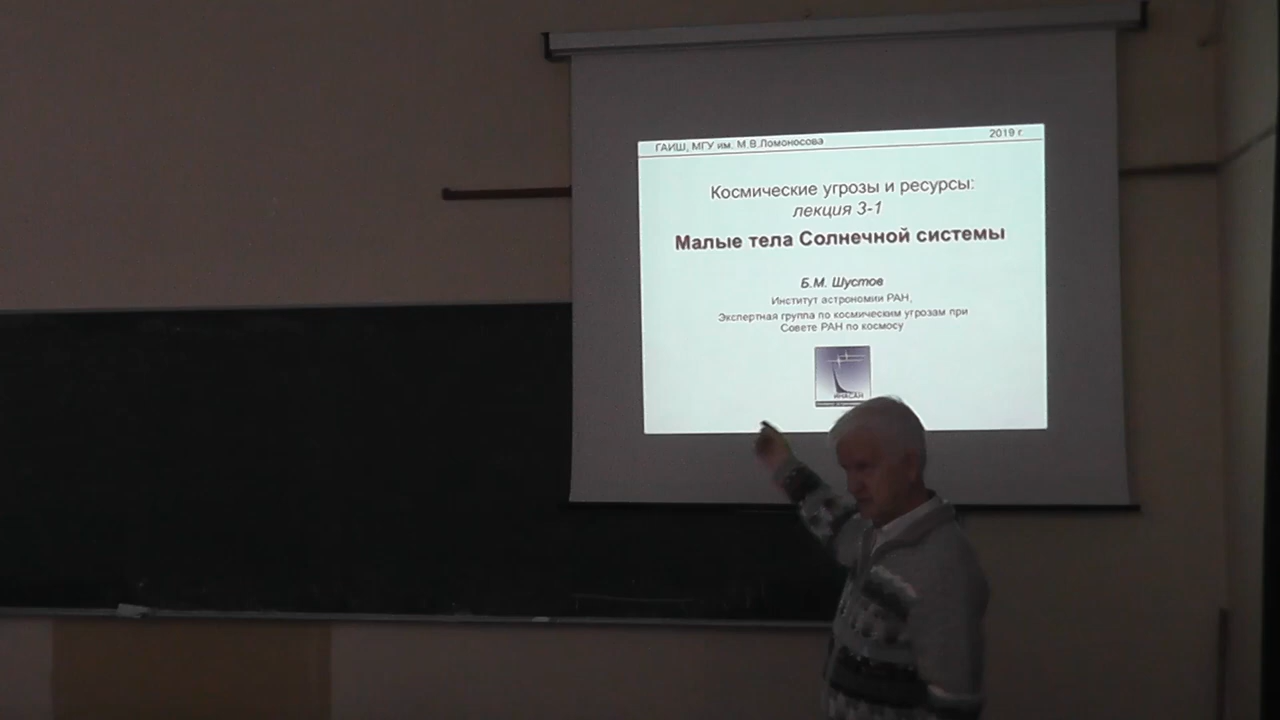 ГАИШ, МГУ им. М.В.Ломоносова
2019 г.
Космические угрозы и ресурсы:
лекция 3-1
Малые тела Солнечной системы
Б.М. Шустов
Институт астрономии РАН,
Экспертная группа по космическим угрозам при
Совете РАН по космосу
ИНАСАН